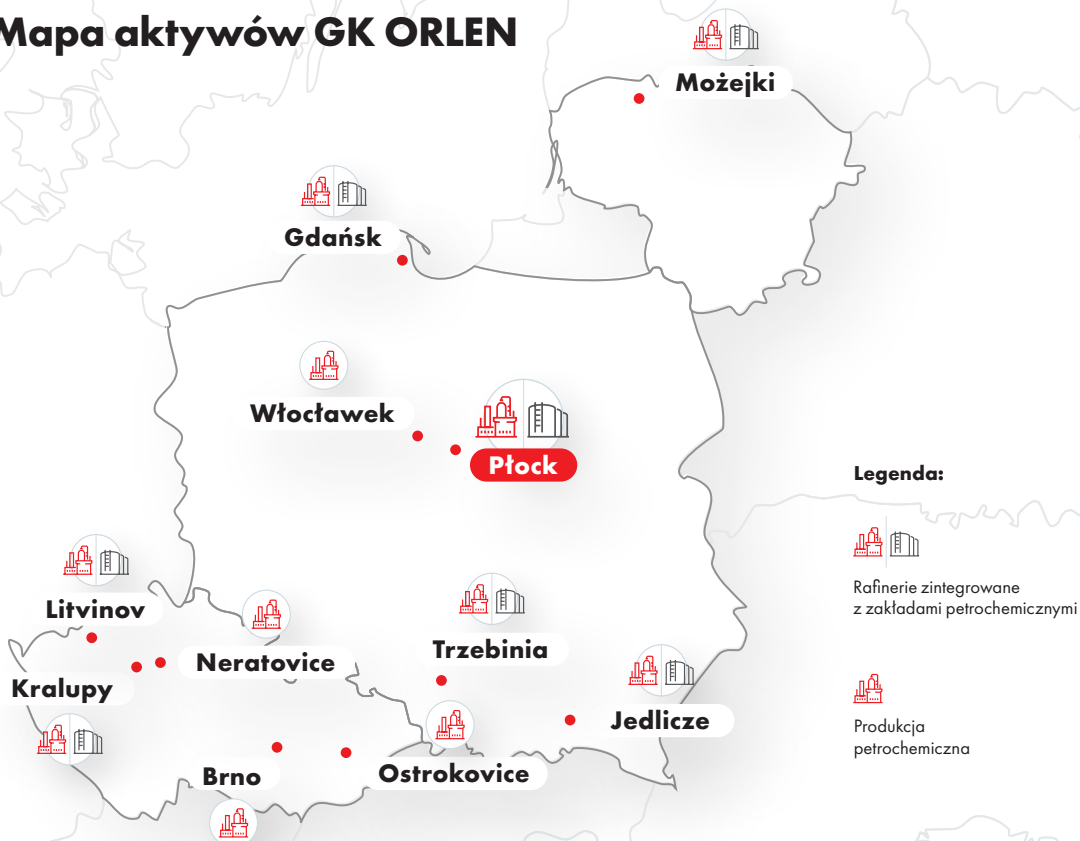 Mapa aktywów GK ORLEN
Możejki
Gdańsk
Włocławek
Płock
Legenda:
Rafinerie zintegrowane
z zakładami petrochemicznymi
Litvinov
Neratovice
Trzebinia
Kralupy
Jedlicze
Produkcja
petrochemiczna
Brno
Ostrokovice